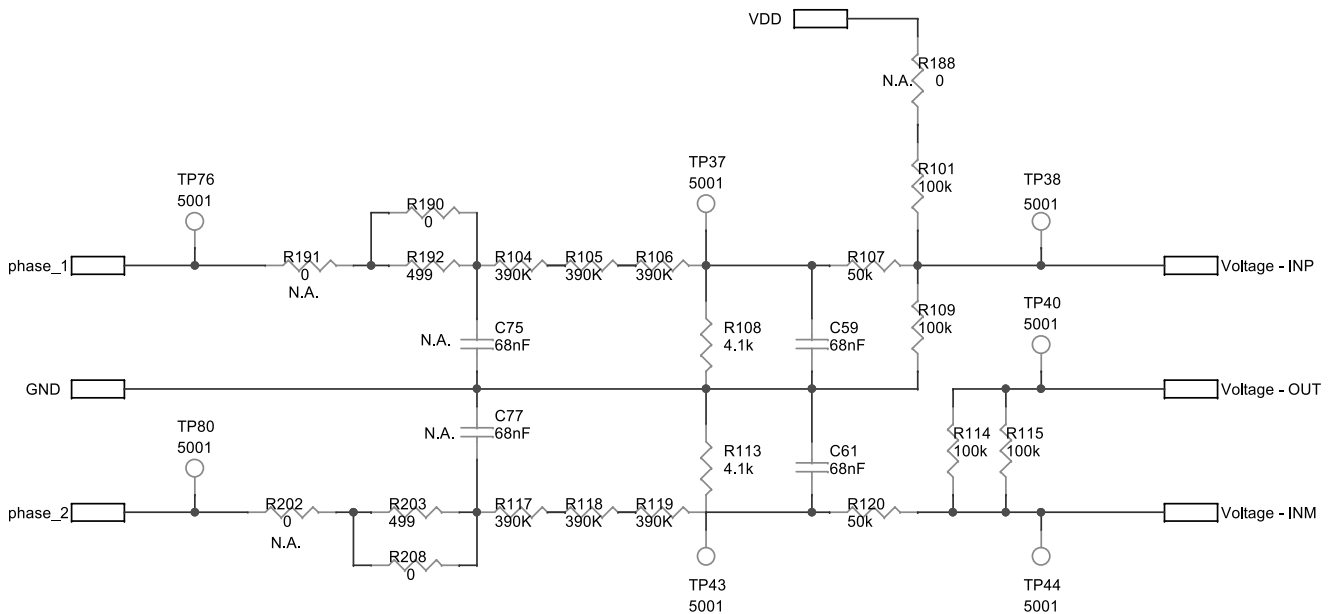 VDD
R188
N.A. 0
TP37
5001
R101
100k
TP76
5001
TP38
5001
R190
0
phase_1
R191
0
N.A.
R192
499
R104
390K
R105
390K
R106
390K
R107
50k
Voltage - INP
TP40
5001
C75
N.A. 68nF
R108
4.1k
C59
68nF
R109
100k
GND
Voltage - OUT
C77
N.A. 68nF
TP80
5001
R113
4.1k
C61
68nF
R114
100k
R115
100k
phase_2
R202
0
N.A.
R203
499
R117
390K
R118
390K
R119
390K
R120
50k
Voltage - INM
R208
0
TP43
5001
TP44
5001